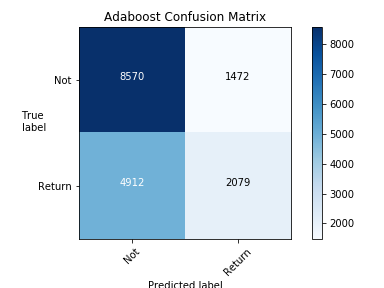 Adaboost Confusion Matrix
Not
8570
1472
True
label
Return
4912
2079
Not
Return
Predicted label
8000
7000
6000
5000
4000
3000
2000